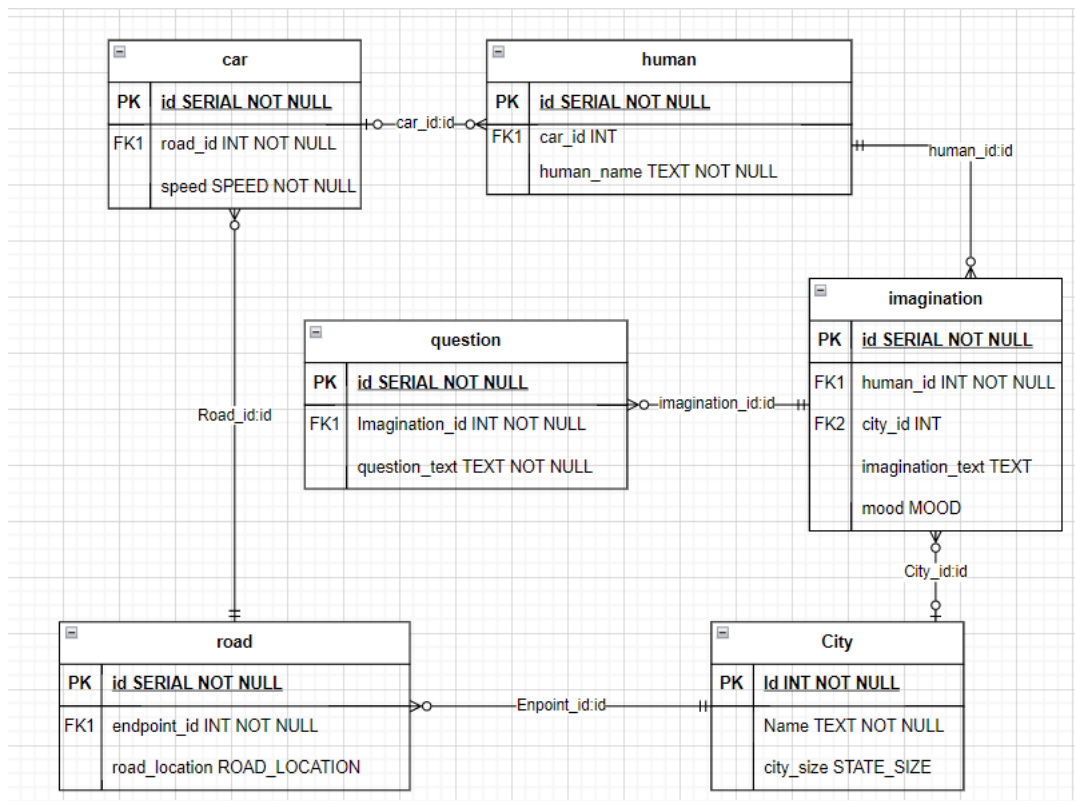 car
PK id SERIAL NOT NULL
FK1 road_id INT NOT NULL
speed SPEED NOT NULL
car_id:id
human
PK id SERIAL NOT NULL
FK1 car_id INT
human_name TEXT NOT NULL
human_id:id
imagination
PK id SERIAL NOT NULL
FK1 human_id INT NOT NULL
FK2 city_id INT
imagination_text TEXT
mood MOOD
question
PK id SERIAL NOT NULL
FK1 Imagination_id INT NOT NULL
question_text TEXT NOT NULL
imagination_id:id
Road_id:id
City_id:id
road
PK id SERIAL NOT NULL
FK1 endpoint_id INT NOT NULL
road_location ROAD_LOCATION
Enpoint_id:id
City
PK Id INT NOT NULL
Name TEXT NOT NULL
city_size STATE_SIZE